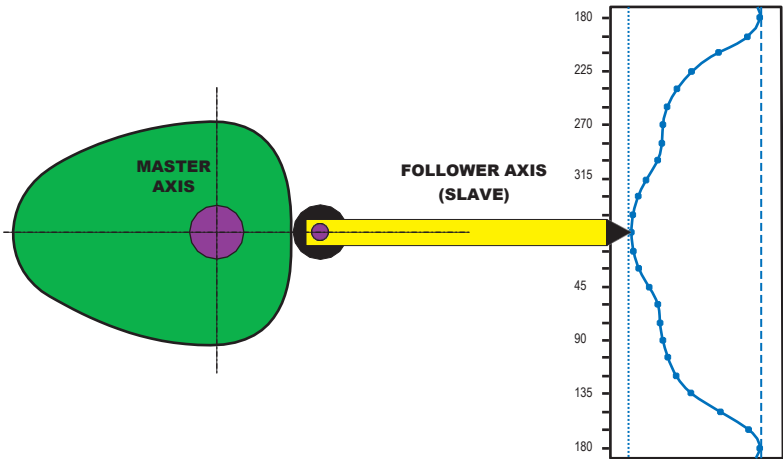 MASTER
AXIS
FOLLOWER AXIS
(SLAVE)
180
225
270
315
45
90
135
180